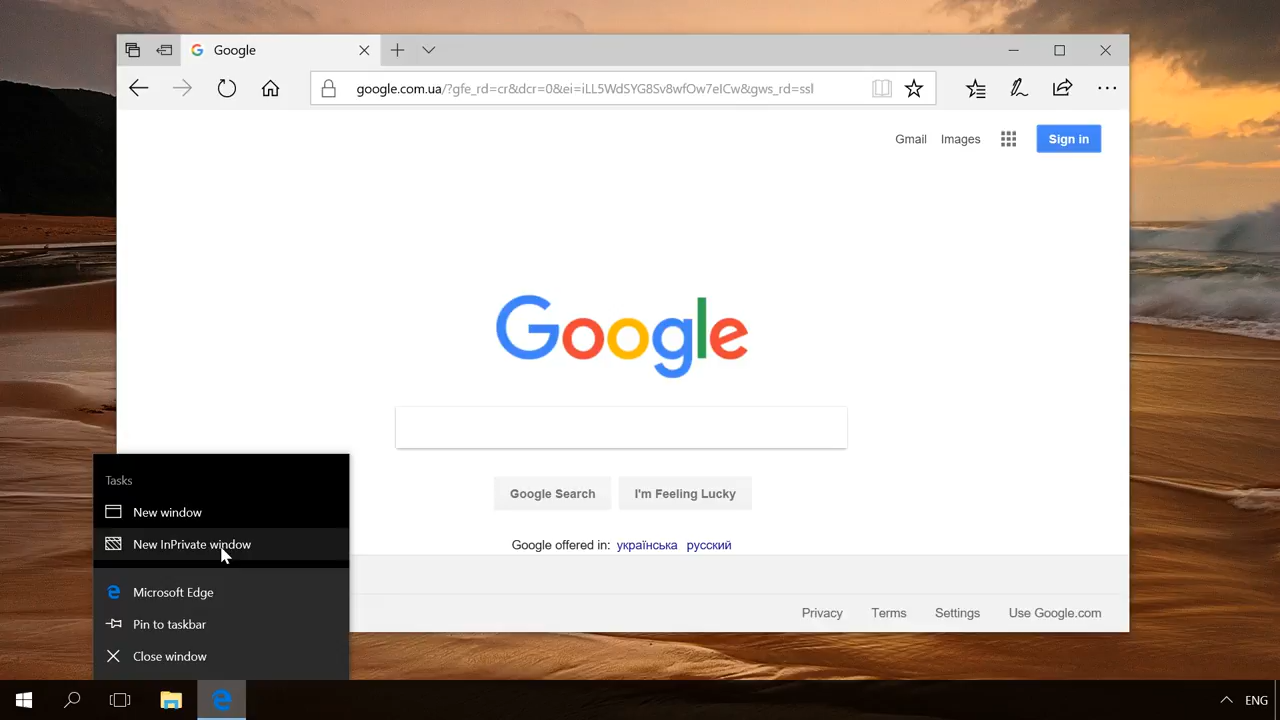 Google
google.com.ua/?gfe_rd=cr&dcr=0&ei=iLL5WdSYG8Sv8wfOw7eICw&gws_rd=ssl
Gmail Images Sign in
Google
Google Search I'm Feeling Lucky
Google offered in: українська русский
Privacy Terms Settings Use Google.com
Tasks
New window
New InPrivate window
Microsoft Edge
Pin to taskbar
Close window
ENG